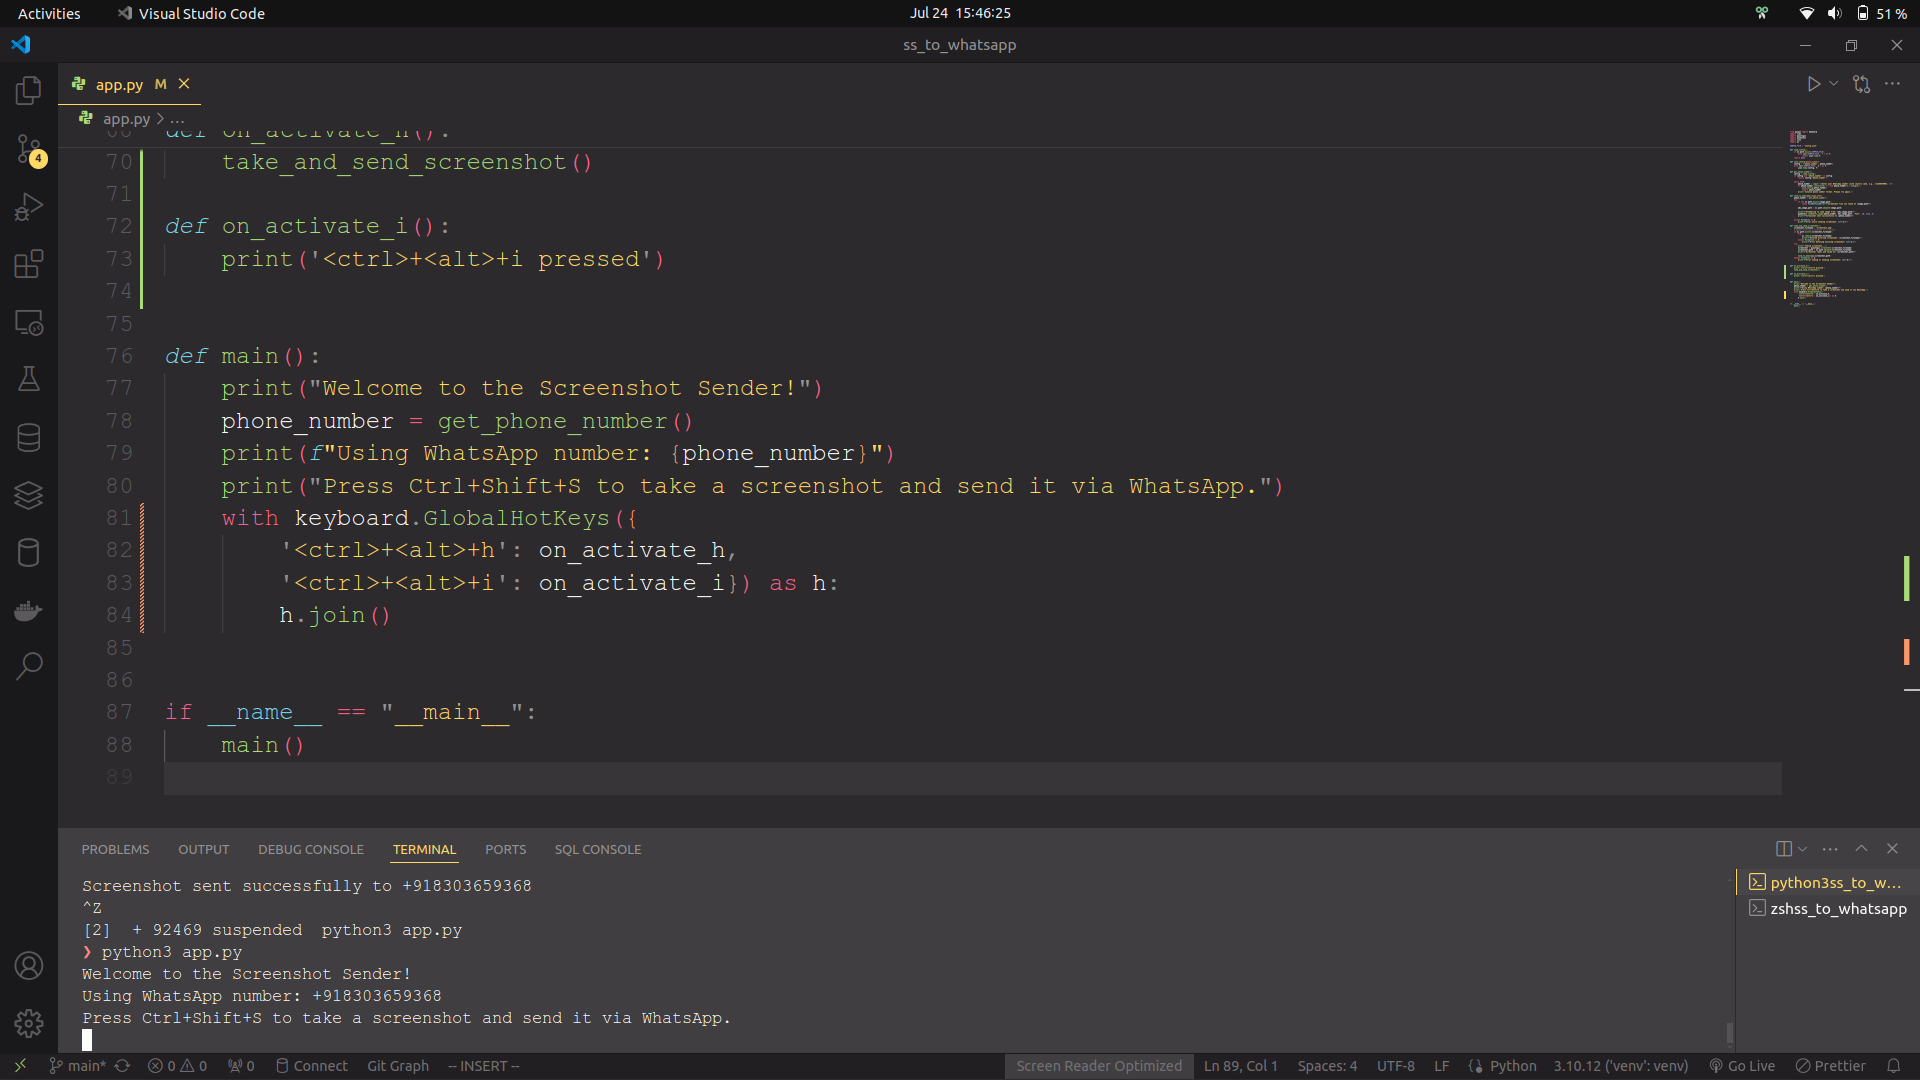 Activities
Visual Studio Code
Jul 24 15:46:25
51 %
ss_to_whatsapp
app.py M
app.py > ...
def on_activate_h():
70 take_and_send_screenshot()
71
72 def on_activate_i():
73 print('<ctrl>+<alt>+i pressed')
74
75
76 def main():
77 print("Welcome to the Screenshot Sender!")
78 phone_number = get_phone_number()
79 print(f"Using WhatsApp number: {phone_number}")
80 print("Press Ctrl+Shift+S to take a screenshot and send it via WhatsApp.")
81 with keyboard.GlobalHotKeys({
82 '<ctrl>+<alt>+h': on_activate_h,
83 '<ctrl>+<alt>+i': on_activate_i}) as h:
84 h.join()
85
86
87 if __name__ == "__main__":
88 main()
89
4
PROBLEMS OUTPUT DEBUG CONSOLE TERMINAL PORTS SQL CONSOLE
Screenshot sent successfully to +918303659368
^Z
[2]  + 92469 suspended  python3 app.py
❯ python3 app.py
Welcome to the Screenshot Sender!
Using WhatsApp number: +918303659368
Press Ctrl+Shift+S to take a screenshot and send it via WhatsApp.
python3ss_to_w...
zshss_to_whatsapp
main* 0 0 0 Connect Git Graph -- INSERT -- Screen Reader Optimized Ln 89, Col 1 Spaces: 4 UTF-8 LF Python 3.10.12 ('venv': venv) Go Live Prettier